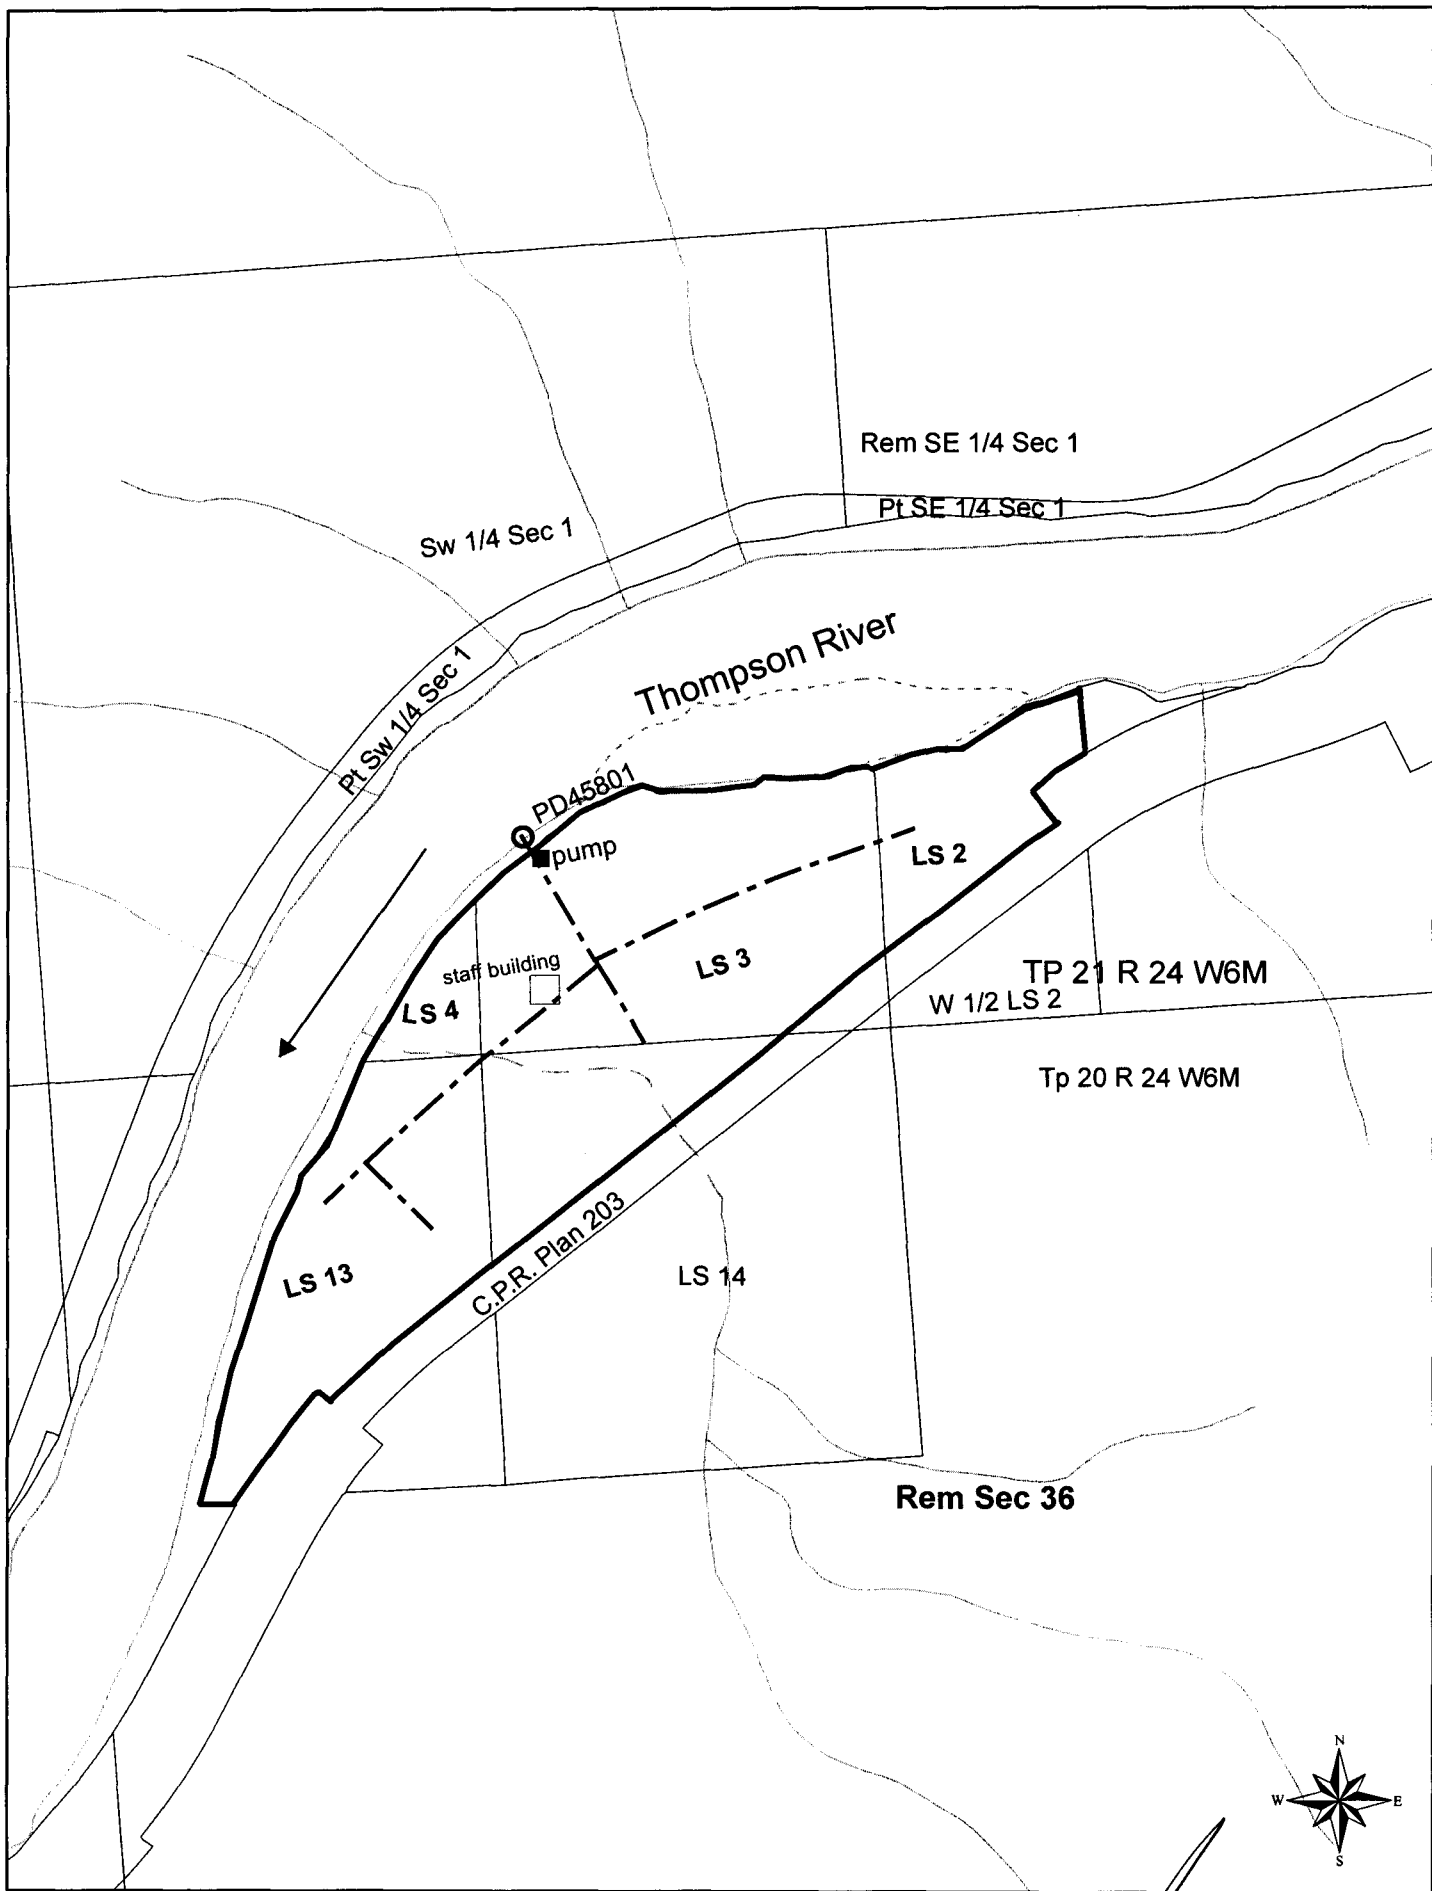 Rem SE 1/4 Sec 1
Pt SE 1/4 Sec 1
Sw 1/4 Sec 1
Thompson River
Pt Sw 1/4 Sec 1
PD45801
pump
LS 2
staff building
LS 3
TP 21 R 24 W6M
LS 4
W 1/2 LS 2
Tp 20 R 24 W6M
C.P.R. Plan 203
LS 13
LS 14
Rem Sec 36
N
W
E
S